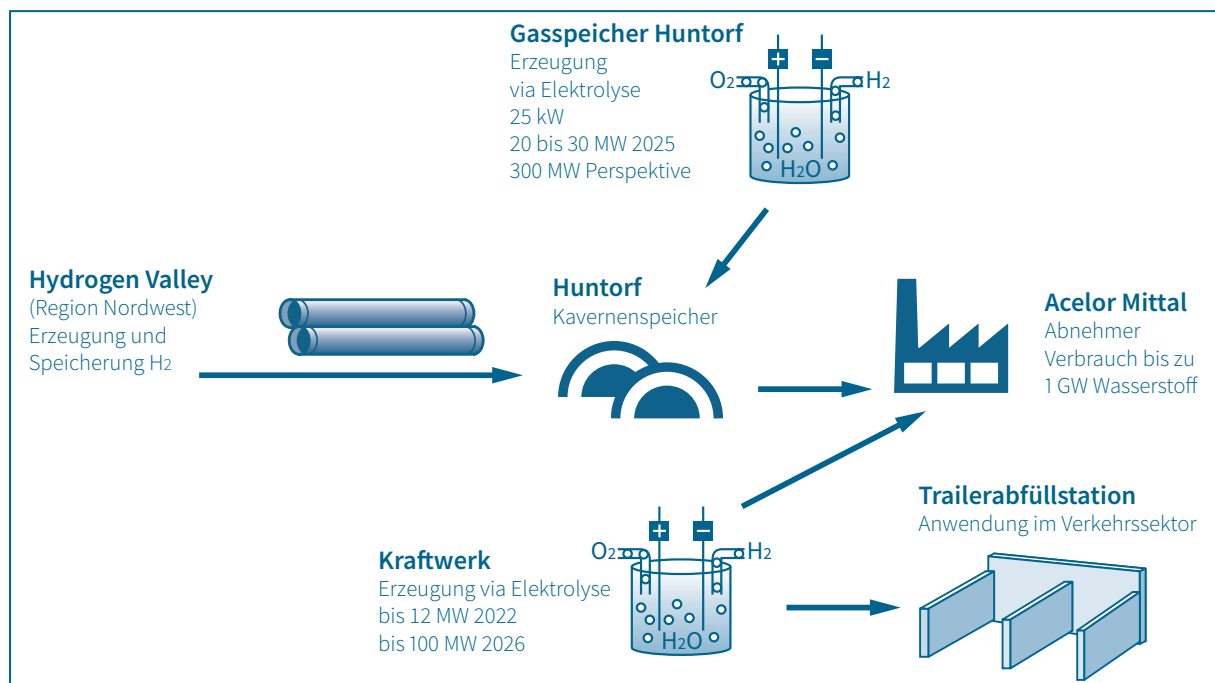 Gasspeicher Huntorf
Erzeugung
via Elektrolyse
25 kW
20 bis 30 MW 2025
300 MW Perspektive
+
−
O2
H2
H2O
Hydrogen Valley
(Region Nordwest)
Erzeugung und
Speicherung H2
Huntorf
Kavernenspeicher
Acelor Mittal
Abnehmer
Verbrauch bis zu
1 GW Wasserstoff
Kraftwerk
Erzeugung via Elektrolyse
bis 12 MW 2022
bis 100 MW 2026
+
−
O2
H2
H2O
Trailerabfüllstation
Anwendung im Verkehrssektor